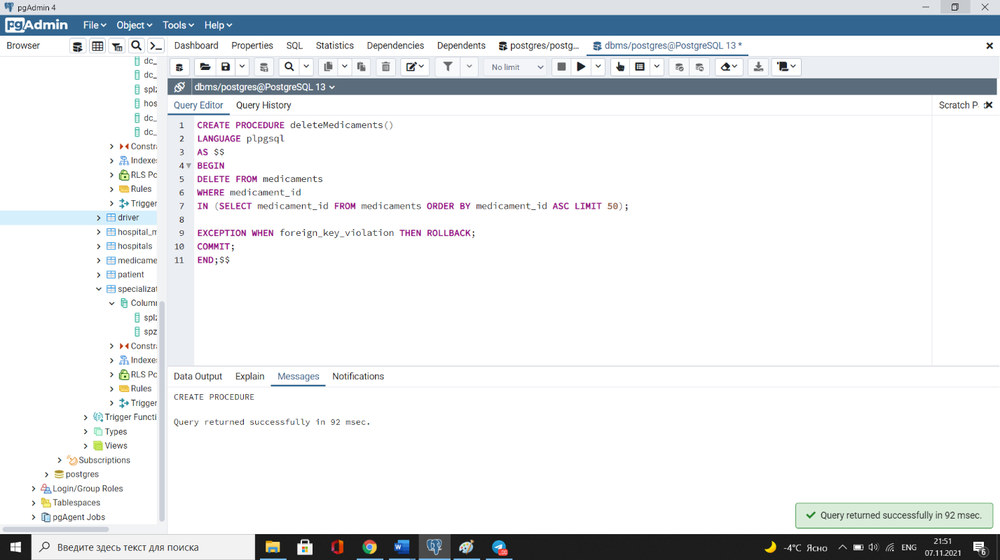 pgAdmin 4
pgAdmin File Object Tools Help
Browser Dashboard Properties SQL Statistics Dependencies Dependents postgres/postg... dbms/postgres@PostgreSQL 13 *
No limit
dbms/postgres@PostgreSQL 13
Query Editor Query History Scratch P
dc_
dc_
splz
hos
dc_
dc_
Constra
Indexes
RLS Po
Rules
Trigger
driver
hospital_m
hospitals
medicame
patient
specializat
Column
splz
spz
Constra
Indexes
RLS Po
Rules
Trigger
Trigger Functi
Types
Views
Subscriptions
postgres
Login/Group Roles
Tablespaces
pgAgent Jobs
1 CREATE PROCEDURE deleteMedicaments()
2 LANGUAGE plpgsql
3 AS $$
4 BEGIN
5 DELETE FROM medicaments
6 WHERE medicament_id
7 IN (SELECT medicament_id FROM medicaments ORDER BY medicament_id ASC LIMIT 50);
8
9 EXCEPTION WHEN foreign_key_violation THEN ROLLBACK;
10 COMMIT;
11 END;$$
Data Output Explain Messages Notifications
CREATE PROCEDURE
Query returned successfully in 92 msec.
Query returned successfully in 92 msec.
Введите здесь текст для поиска
-4°C Ясно ENG 21:51
07.11.2021
6